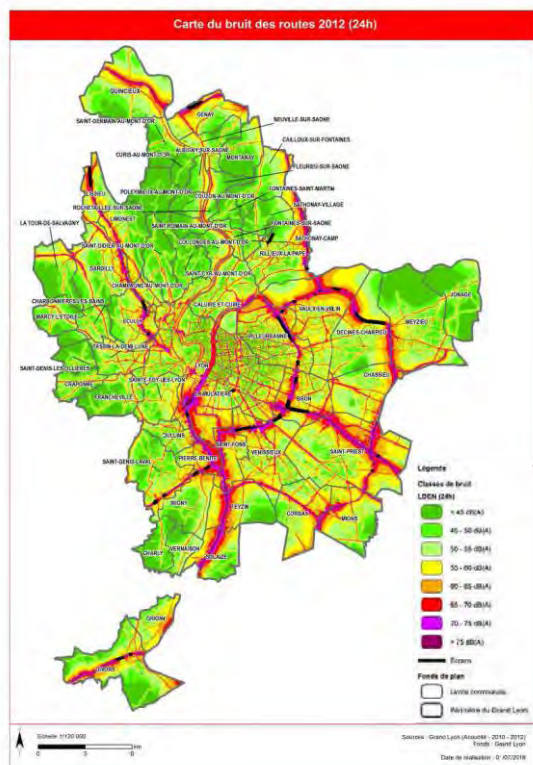 Carte du bruit des routes 2012 (24h)
QUINCIEUX
GENAY
NEUVILLE-SUR-SAONE
SAINT-GERMAIN-AU-MONT-D'OR
CAILLOUX-SUR-FONTAINES
ALBIGNY-SUR-SAONE
CURIS-AU-MONT-D'OR
MONTANAY
FLEURIEU-SUR-SAONE
LISSIEU
POLEYMIEUX-AU-MONT-D'OR
COUZON-AU-MONT-D'OR
FONTAINES-SAINT-MARTIN
ROCHETAILLEE-SUR-SAONE
SATHONAY-VILLAGE
LIMONEST
LA TOUR-DE-SALVAGNY
SAINT-ROMAIN-AU-MONT-D'OR
FONTAINES-SUR-SAONE
SAINT-DIDIER-AU-MONT-D'OR
COLLONGES-AU-MONT-D'OR
SATHONAY-CAMP
RILLIEUX-LA-PAPE
DARDILLY
SAINT-CYR-AU-MONT-D'OR
CHAMPAGNE-AU-MONT-D'OR
JONAGE
CHARBONNIERES-LES-BAINS
CALUIRE-ET-CUIRE
MARCY-L'ETOILE
VAULX-EN-VELIN
MEYZIEU
ECULLY
DECINES-CHARPIEU
VILLEURBANNE
TASSIN-LA-DEMI-LUNE
LYON
CHASSIEU
SAINT-GENIS-LES-OLLIERES
SAINTE-FOY-LES-LYON
CRAPONNE
LA MULATIERE
BRON
FRANCHEVILLE
OULLINS
SAINT-FONS
VENISSIEUX
SAINT-PRIEST
PIERRE-BENITE
SAINT-GENIS-LAVAL
IRIGNY
FEYZIN
CORBAS
MIONS
CHARLY
VERNAISON
SOLAIZE
GRIGNY
GIVORS
Légende
Classes de bruit
LDEN (24h)
< 45 dB(A)
45 - 50 dB(A)
50 - 55 dB(A)
55 - 60 dB(A)
60 - 65 dB(A)
65 - 70 dB(A)
70 - 75 dB(A)
> 75 dB(A)
Ecrans
Fonds de plan
Limite communale
Périmètre du Grand Lyon
Echelle 1/120 000
Sources : Grand Lyon (Acoucité - 2010 - 2012)
Fonds : Grand Lyon
Date de réalisation :